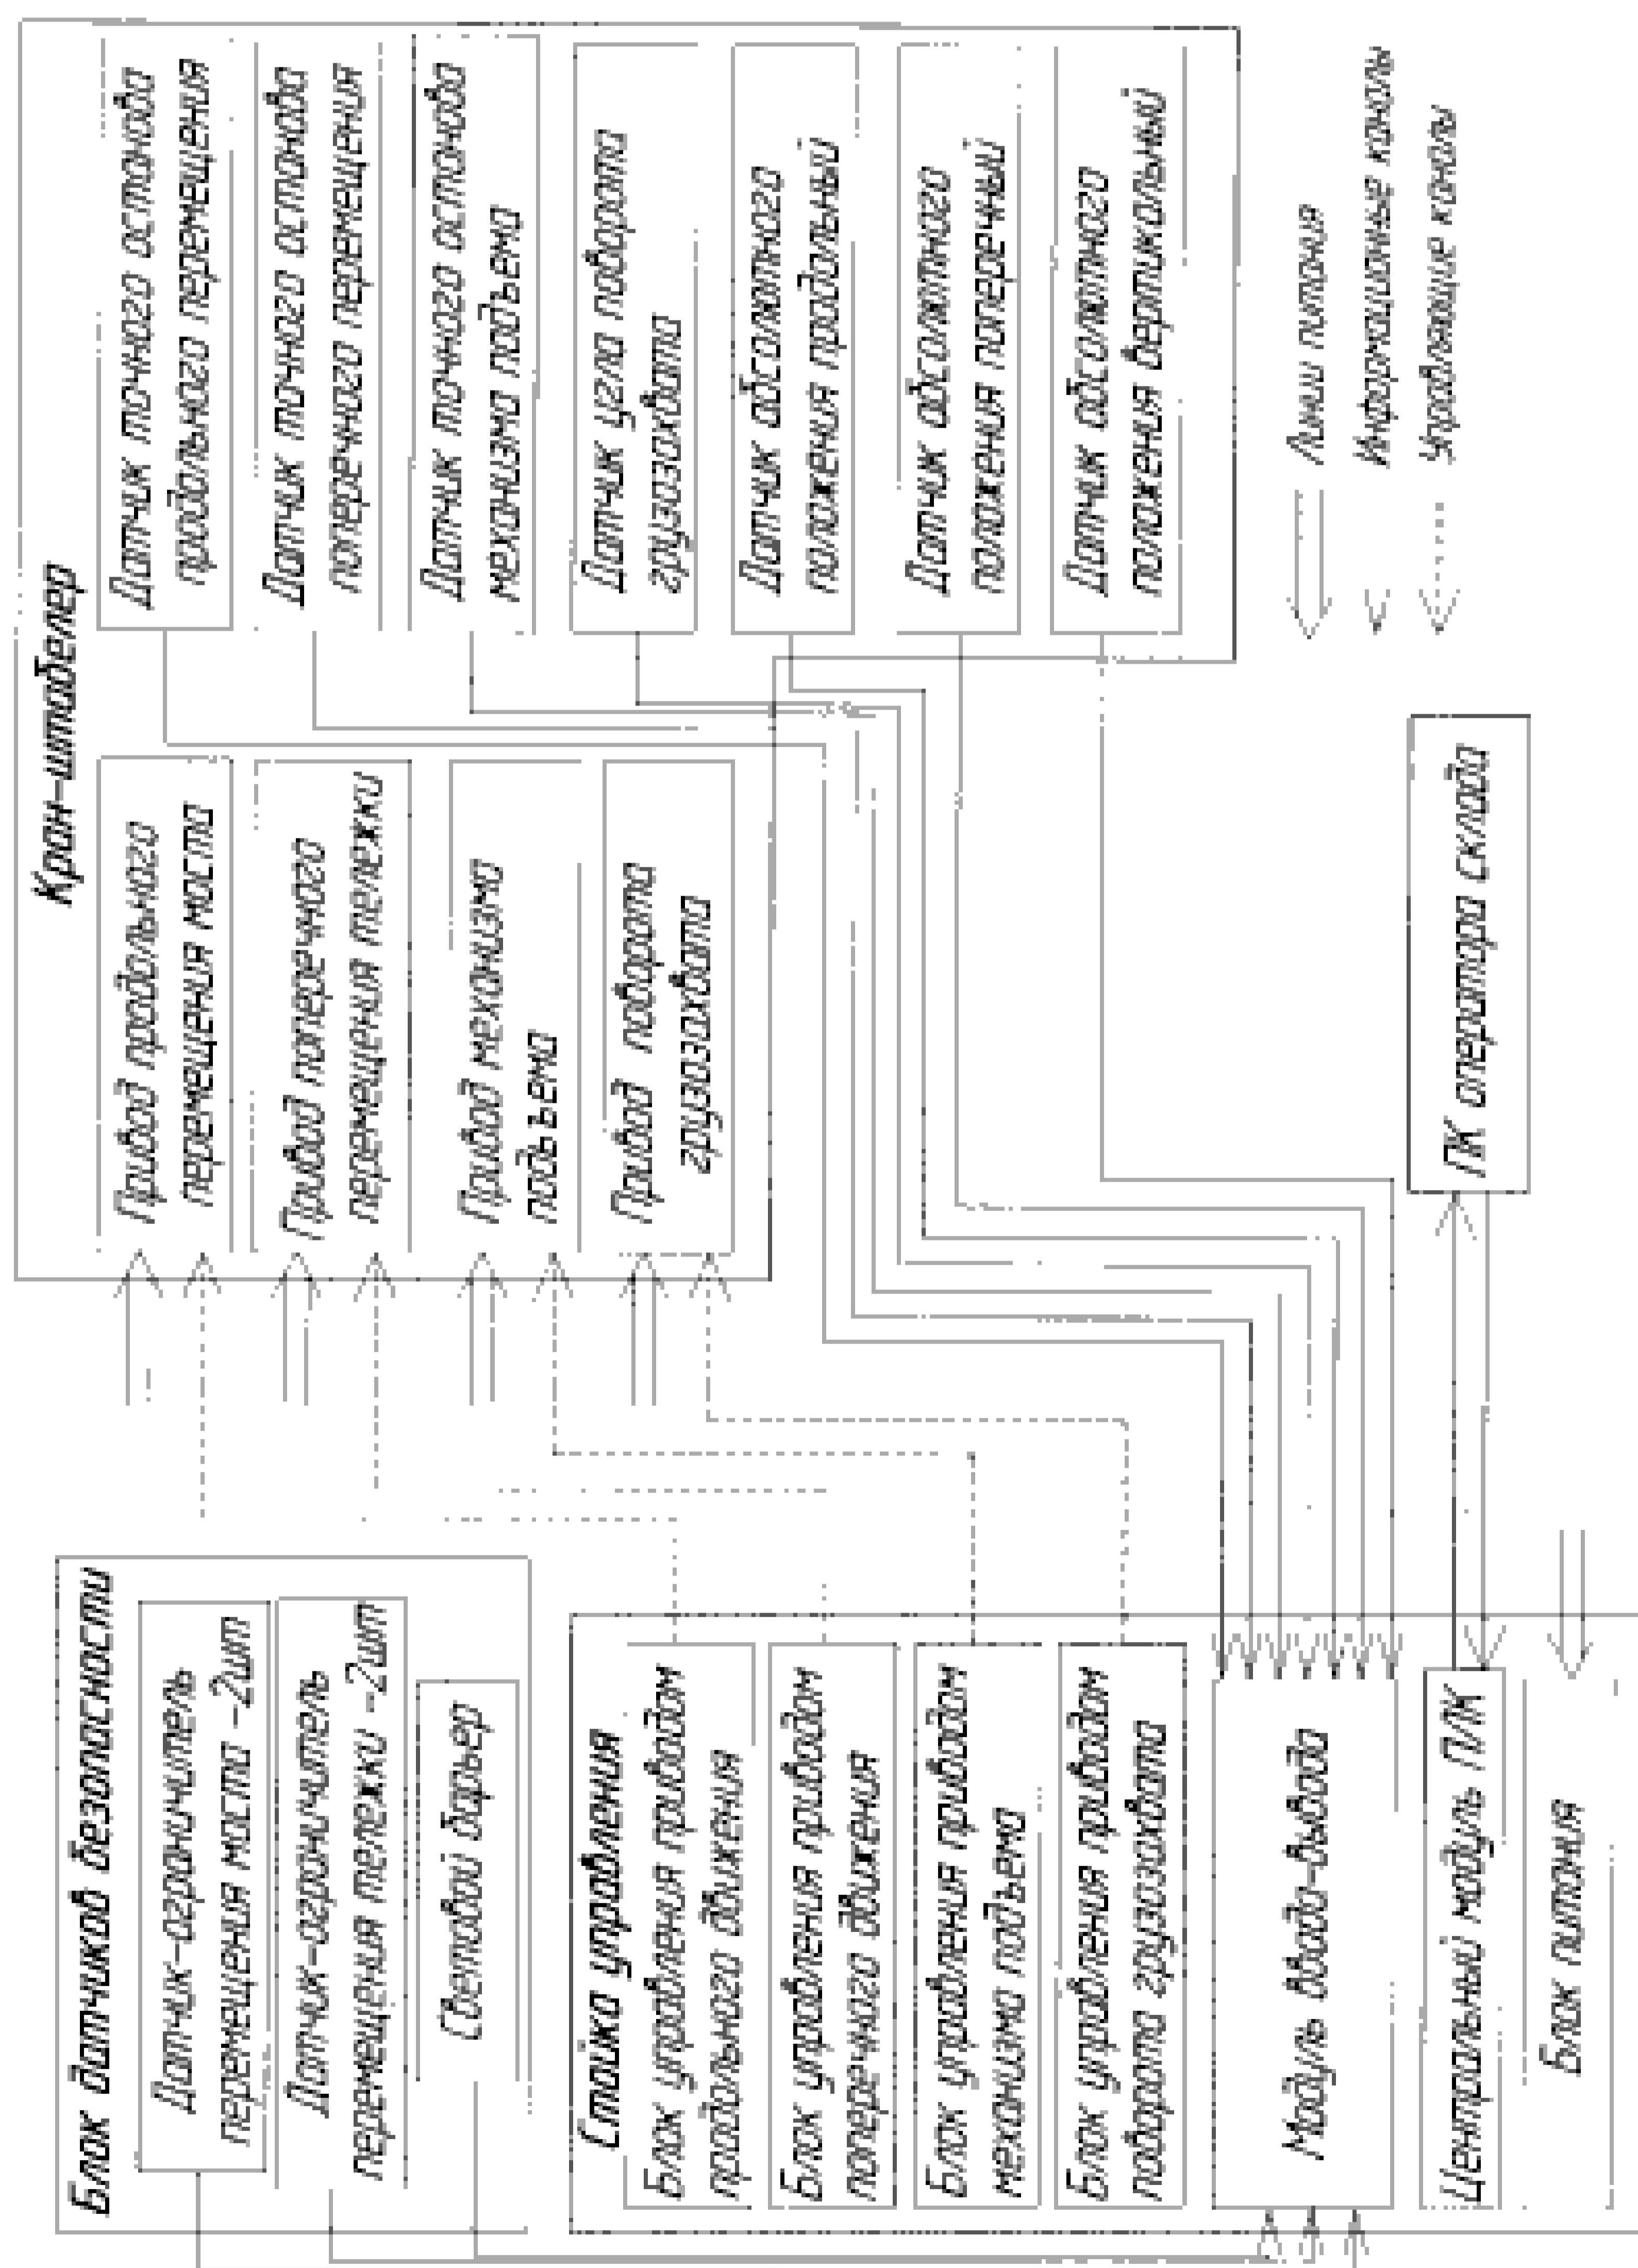 Блок датчиков безопасности
Датчик-огрoничитель
перемещения моста -2шт
Датчик-ограничитель
перемещения тележки -2шт
Световой барьер
Стойка управления
Блок управления приводом
продольного движения
Блок управления приводом
поперечного движения
Блок управления приводом
механизма подъема
Блок управления приводом
поворота грузозахвата
Модуль ввода-вывода
Центральный модуль ПЛК
Блок питания
Кран-штабелер
Привод продольного
перемещения моста
Привод поперечного
перемещения тележки
Привод механизма
подъема
Привод поворота
грузозахвата
Датчик точного останова
продольного перемещения
Датчик точного останова
поперечного перемещения
Датчик точного останова
механизма подъема
Датчик угла поворота
грузозахвата
Датчик абсолютного
положения продольный
Датчик абсолютного
положения поперечный
Датчик абсолютного
положения вертикальный
ПК оператора склада
Линии питания
Информационные каналы
Управляющие каналы